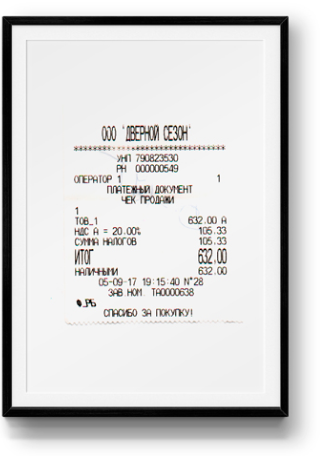 ООО "ДВЕРНОЙ СЕЗОН"
********************************
УНП 790823530
РН 000000549
ОПЕРАТОР 1 1
ПЛАТЕЖНЫЙ ДОКУМЕНТ
ЧЕК ПРОДАЖИ
1
ТОВ_1 632.00 А
НДС А = 20.00% 105.33
СУММА НАЛОГОВ 105.33
ИТОГ 632.00
НАЛИЧНЫМИ 632.00
05-09-17 19:15:40 №28
ЗАВ НОМ. ТА0000638
РБ
СПАСИБО ЗА ПОКУПКУ!